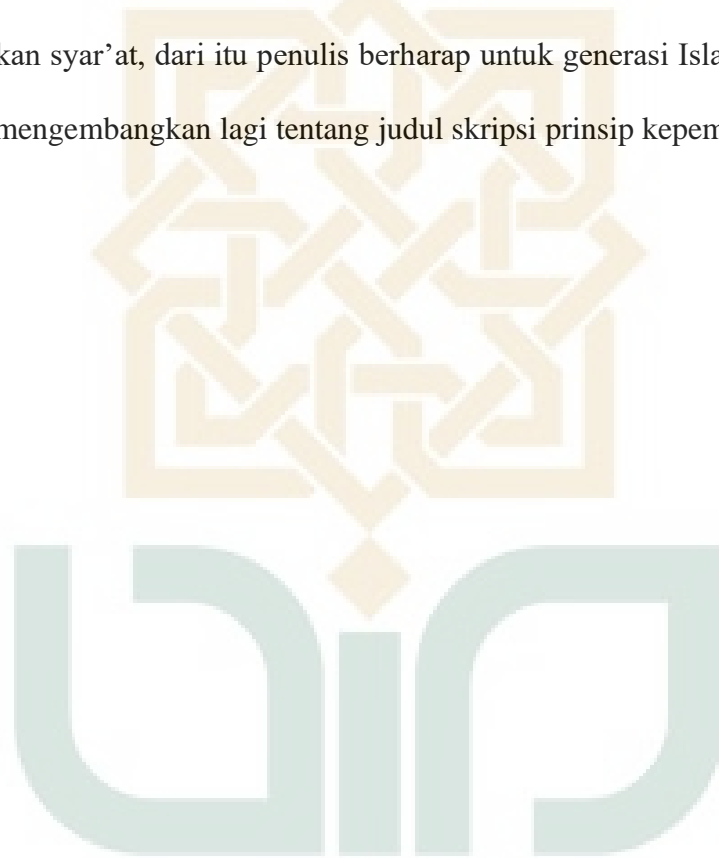 kan syar’at, dari itu penulis berharap untuk generasi Isla
mengembangkan lagi tentang judul skripsi prinsip kepem